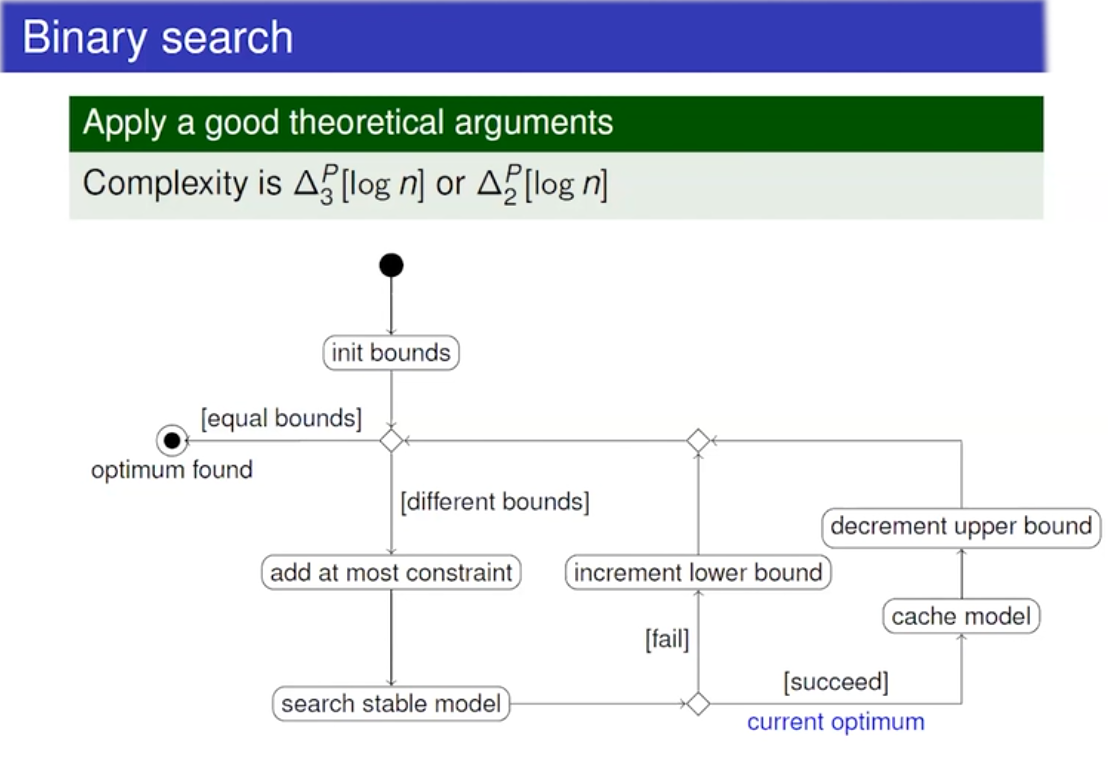 Binary search
Apply a good theoretical arguments
Complexity is Δ₃ᴾ[log n] or Δ₂ᴾ[log n]
init bounds
[equal bounds]
optimum found
[different bounds]
decrement upper bound
add at most constraint
increment lower bound
cache model
[fail]
[succeed]
search stable model
current optimum